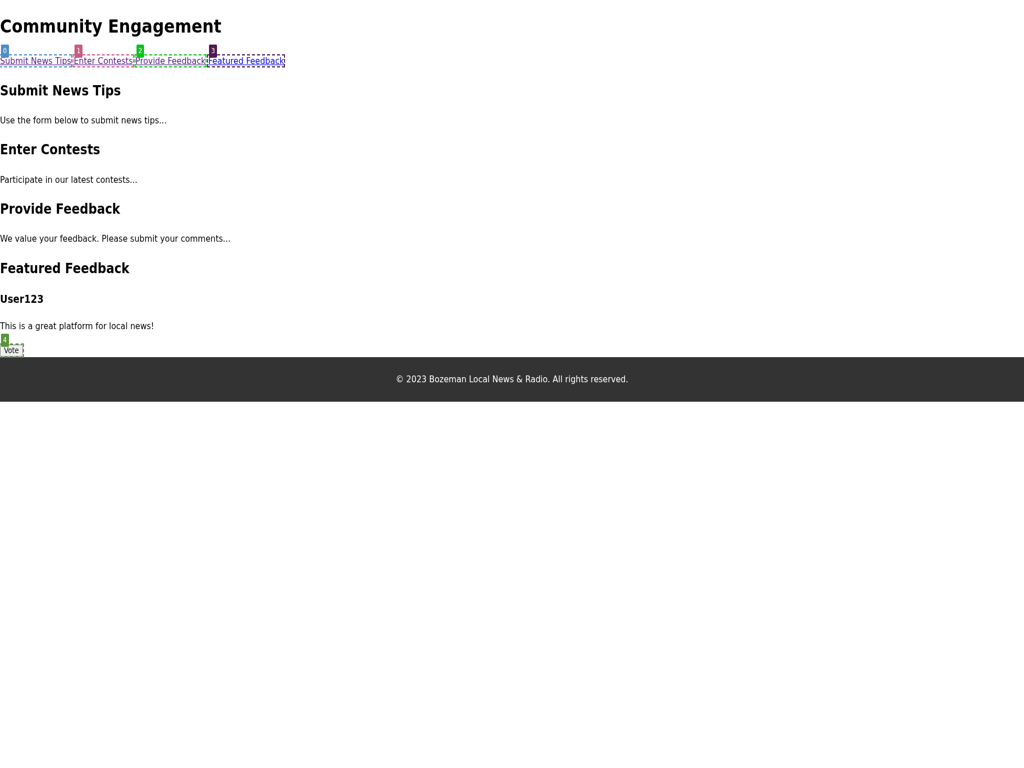 Community Engagement
0 1 2 3
Submit News Tips Enter Contests Provide Feedback Featured Feedback
Submit News Tips
Use the form below to submit news tips...
Enter Contests
Participate in our latest contests...
Provide Feedback
We value your feedback. Please submit your comments...
Featured Feedback
User123
This is a great platform for local news!
4
Vote
© 2023 Bozeman Local News & Radio. All rights reserved.